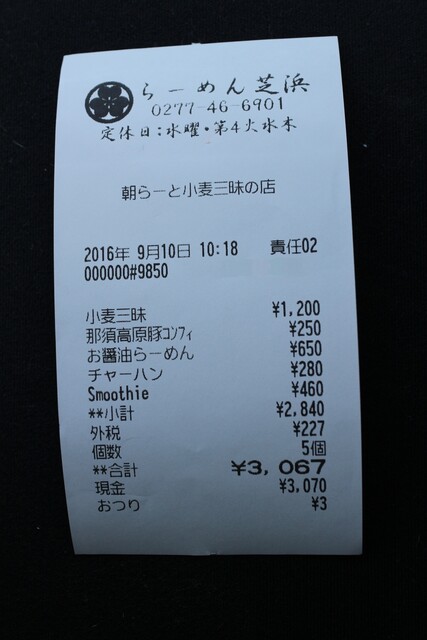 らーめん芝浜
0277-46-6901
定休日:水曜・第4火水木
朝らーと小麦三昧の店
2016年 9月10日 10:18 責任02
000000#9850
小麦三昧 ¥1,200
那須高原豚ｺﾝﾌィ ¥250
お醤油らーめん ¥650
チャーハン ¥280
Smoothie ¥460
**小計 ¥2,840
外税 ¥227
個数 5個
**合計 ¥3,067
現金 ¥3,070
おつり ¥3